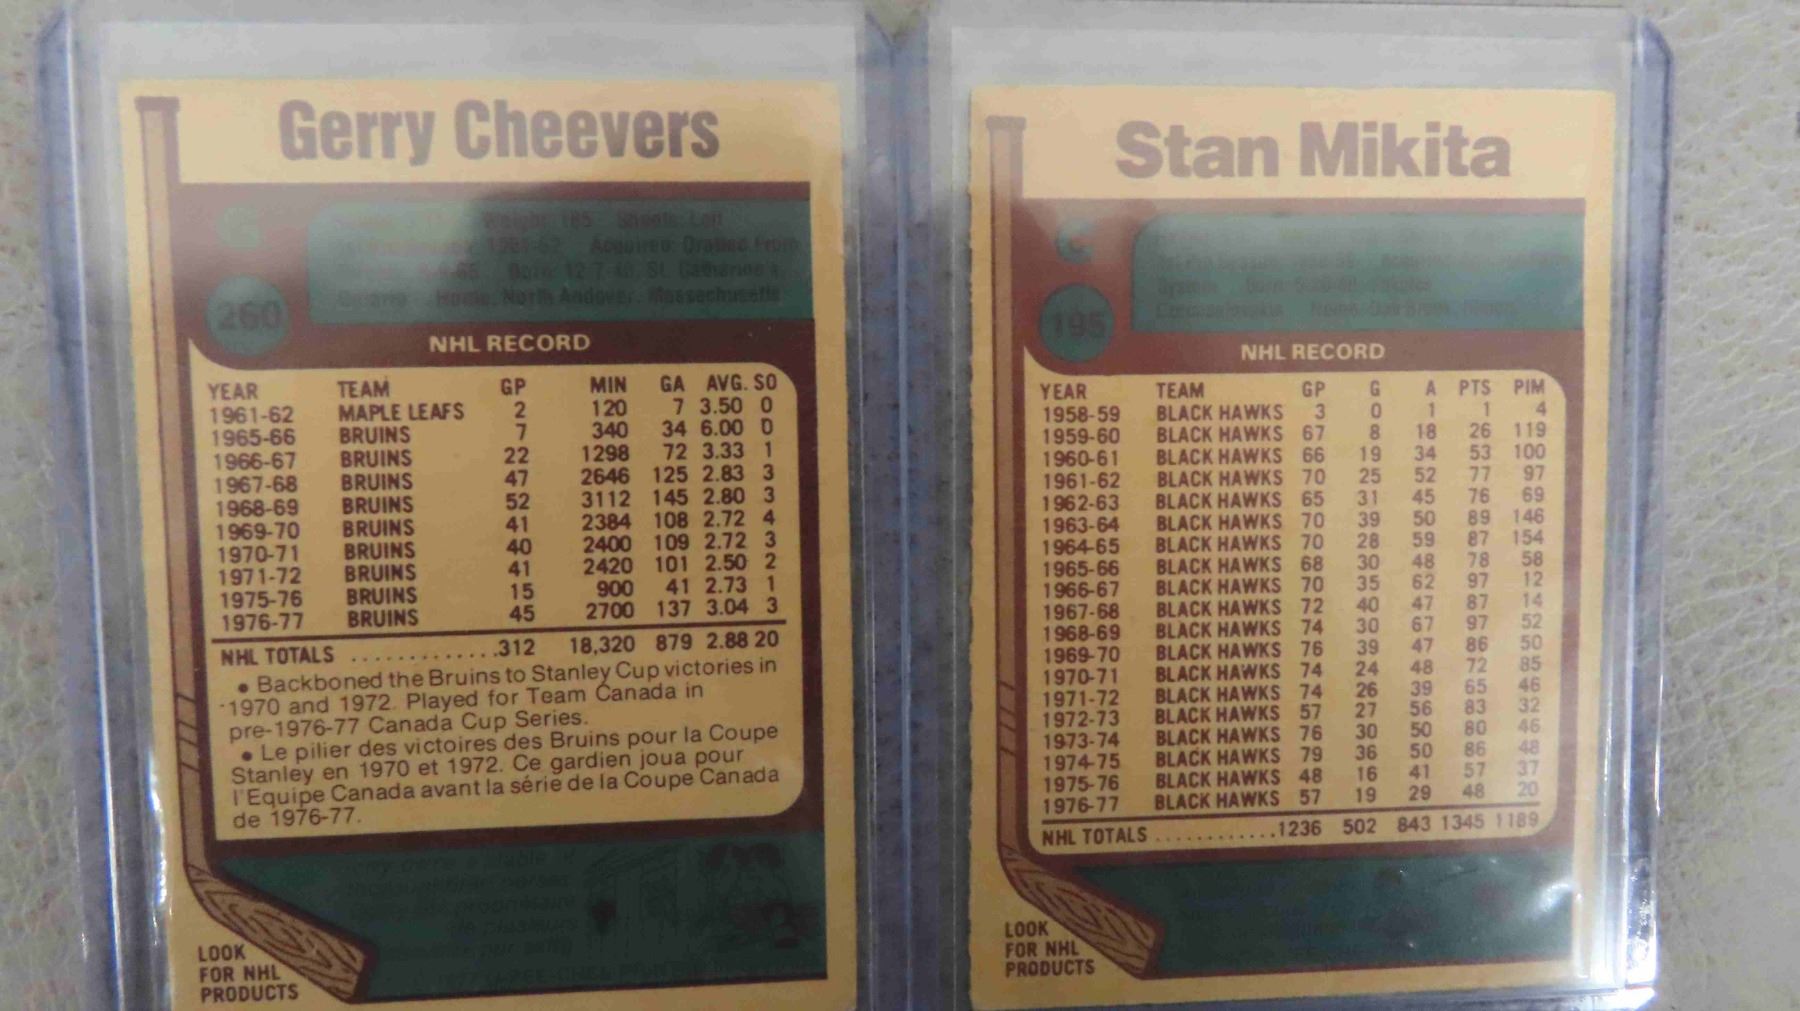 Gerry Cheevers
Weight: 185 Shoots: Left
1961-62 Acquired: Drafted From
Born: 12-7-40, St. Catharine's,
Ontario Home: North Andover, Massachusetts
260
NHL RECORD
YEAR TEAM GP MIN GA AVG. SO
1961-62 MAPLE LEAFS 2 120 7 3.50 0
1965-66 BRUINS 7 340 34 6.00 0
1966-67 BRUINS 22 1298 72 3.33 1
1967-68 BRUINS 47 2646 125 2.83 3
1968-69 BRUINS 52 3112 145 2.80 3
1969-70 BRUINS 41 2384 108 2.72 4
1970-71 BRUINS 40 2400 109 2.72 3
1971-72 BRUINS 41 2420 101 2.50 2
1975-76 BRUINS 15 900 41 2.73 1
1976-77 BRUINS 45 2700 137 3.04 3
NHL TOTALS .............312 18,320 879 2.88 20
• Backboned the Bruins to Stanley Cup victories in
1970 and 1972. Played for Team Canada in
pre-1976-77 Canada Cup Series.
• Le pilier des victoires des Bruins pour la Coupe
Stanley en 1970 et 1972. Ce gardien joua pour
l'Equipe Canada avant la série de la Coupe Canada
de 1976-77.
LOOK
FOR NHL
PRODUCTS
Stan Mikita
C
195
Home: Oak Brook, Illinois
NHL RECORD
YEAR TEAM GP G A PTS PIM
1958-59 BLACK HAWKS 3 0 1 1 4
1959-60 BLACK HAWKS 67 8 18 26 119
1960-61 BLACK HAWKS 66 19 34 53 100
1961-62 BLACK HAWKS 70 25 52 77 97
1962-63 BLACK HAWKS 65 31 45 76 69
1963-64 BLACK HAWKS 70 39 50 89 146
1964-65 BLACK HAWKS 70 28 59 87 154
1965-66 BLACK HAWKS 68 30 48 78 58
1966-67 BLACK HAWKS 70 35 62 97 12
1967-68 BLACK HAWKS 72 40 47 87 14
1968-69 BLACK HAWKS 74 30 67 97 52
1969-70 BLACK HAWKS 76 39 47 86 50
1970-71 BLACK HAWKS 74 24 48 72 85
1971-72 BLACK HAWKS 74 26 39 65 46
1972-73 BLACK HAWKS 57 27 56 83 32
1973-74 BLACK HAWKS 76 30 50 80 46
1974-75 BLACK HAWKS 79 36 50 86 48
1975-76 BLACK HAWKS 48 16 41 57 37
1976-77 BLACK HAWKS 57 19 29 48 20
NHL TOTALS ............1236 502 843 1345 1189
LOOK
FOR NHL
PRODUCTS